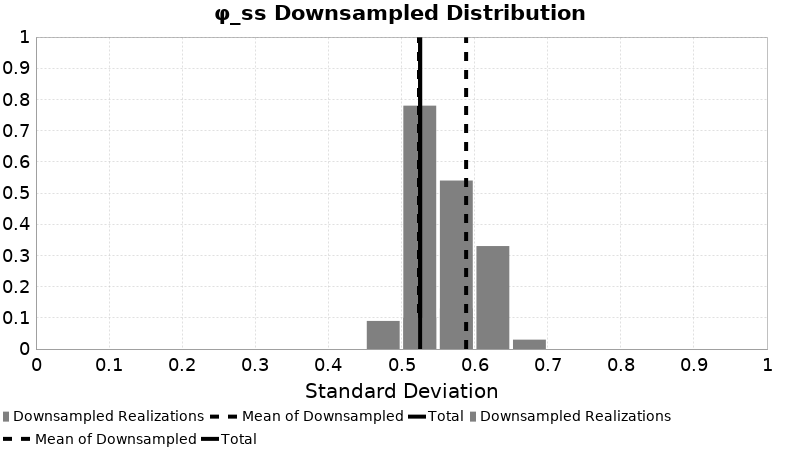 φ_ss Downsampled Distribution
1
0.9
0.8
0.7
0.6
0.5
0.4
0.3
0.2
0.1
0
0 0.1 0.2 0.3 0.4 0.5 0.6 0.7 0.8 0.9 1
Standard Deviation
Downsampled Realizations Mean of Downsampled Total Downsampled Realizations
Mean of Downsampled Total